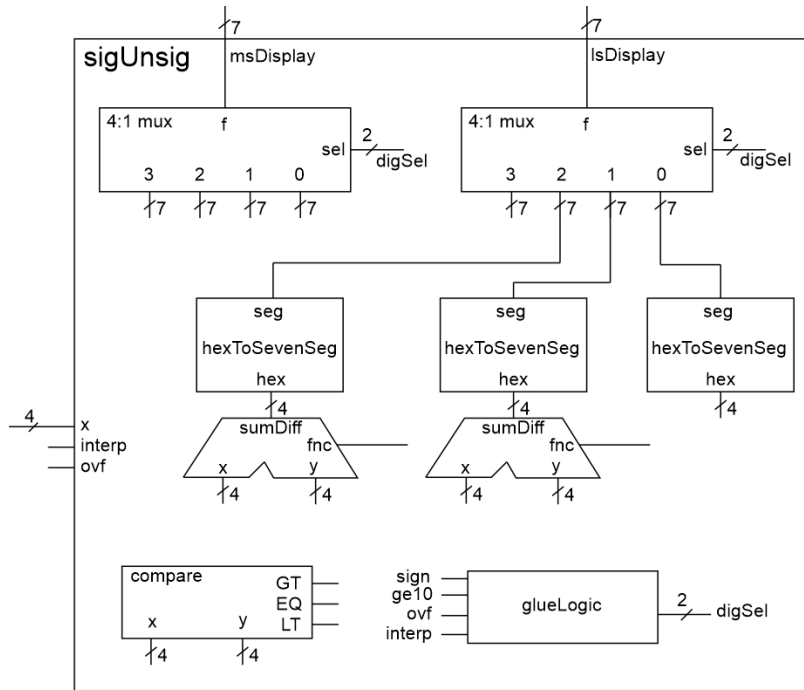 7 7
sigUnsig msDisplay lsDisplay
4:1 mux f 4:1 mux f
sel 2 sel 2
digSel digSel
3 2 1 0 3 2 1 0
7 7 7 7 7 7 7 7
seg seg seg
hexToSevenSeg hexToSevenSeg hexToSevenSeg
hex hex hex
4 4 4
4 x sumDiff sumDiff
interp fnc fnc
ovf x y x y
4 4 4 4
compare GT sign
EQ ge10 glueLogic 2 digSel
x y LT ovf
4 4 interp